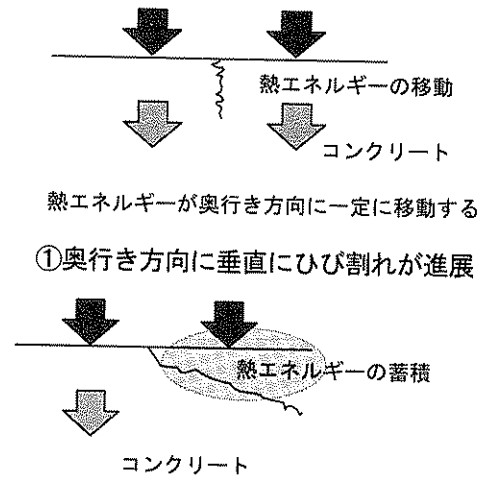 熱エネルギーの移動
コンクリート
熱エネルギーが奥行き方向に一定に移動する
①奥行き方向に垂直にひび割れが進展
熱エネルギーの蓄積
コンクリート